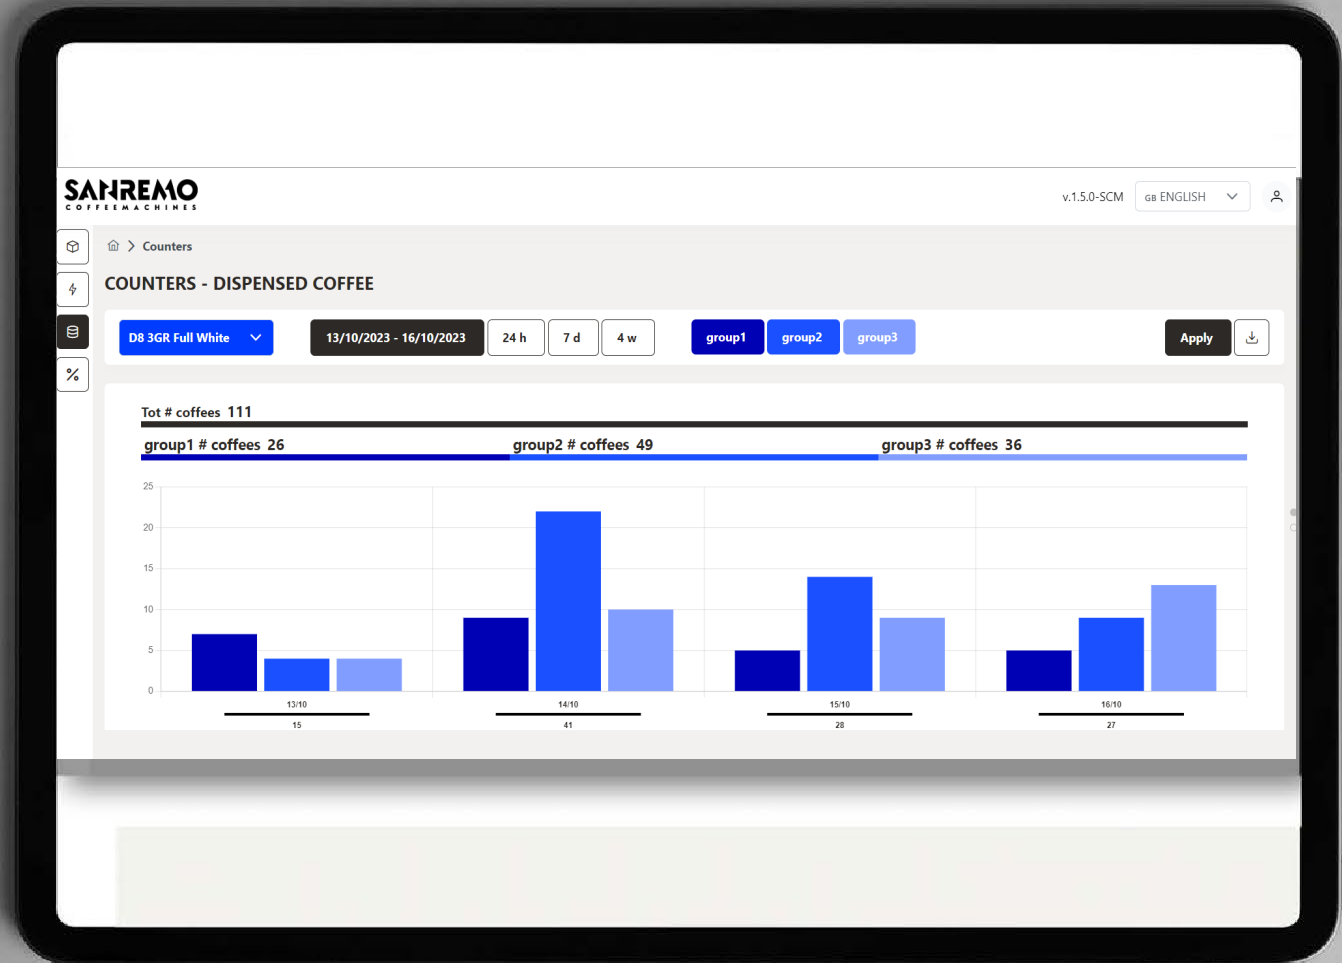 SANREMO
COFFEEMACHINES
v.1.5.0-SCM GB ENGLISH
Counters
COUNTERS - DISPENSED COFFEE
D8 3GR Full White 13/10/2023 - 16/10/2023 24 h 7 d 4 w group1 group2 group3 Apply
%
Tot # coffees 111
group1 # coffees 26 group2 # coffees 49 group3 # coffees 36
25
20
15
10
5
0
13/10 14/10 15/10 16/10
15 41 28 27